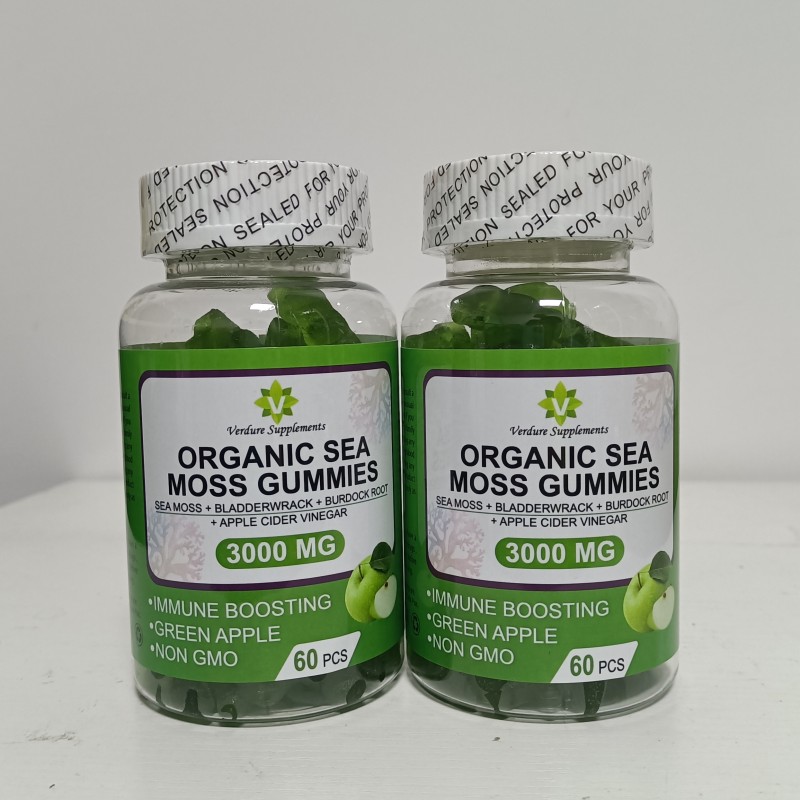 SEALED FOR YOUR PROTECTION
Verdure Supplements
ORGANIC SEA
MOSS GUMMIES
SEA MOSS + BLADDERWRACK + BURDOCK ROOT
+ APPLE CIDER VINEGAR
3000 MG
•IMMUNE BOOSTING
•GREEN APPLE
•NON GMO
60 PCS
SEALED FOR YOUR PROTECTION
Verdure Supplements
ORGANIC SEA
MOSS GUMMIES
SEA MOSS + BLADDERWRACK + BURDOCK ROOT
+ APPLE CIDER VINEGAR
3000 MG
•IMMUNE BOOSTING
•GREEN APPLE
•NON GMO
60 PCS